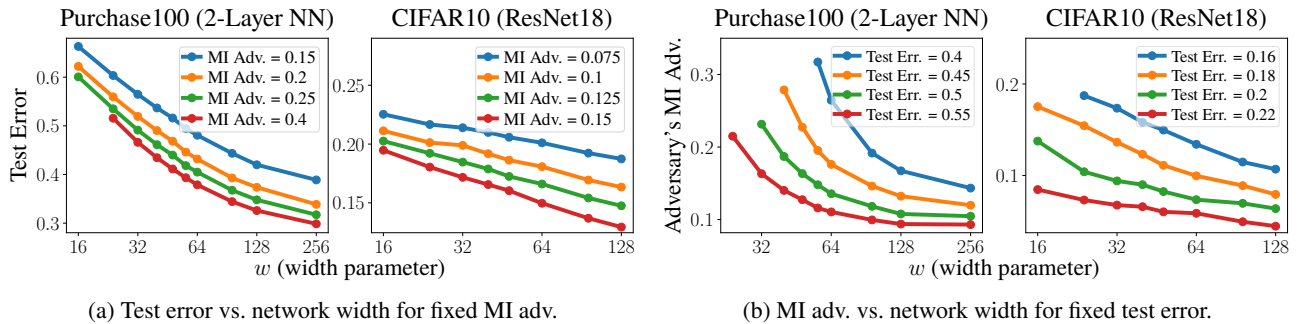 Purchase100 (2-Layer NN)
CIFAR10 (ResNet18)
Test Error
0.6
0.5
0.4
0.3
MI Adv. = 0.15
MI Adv. = 0.2
MI Adv. = 0.25
MI Adv. = 0.4
16 32 64 128 256
0.25
0.20
0.15
MI Adv. = 0.075
MI Adv. = 0.1
MI Adv. = 0.125
MI Adv. = 0.15
16 32 64 128
w (width parameter)
(a) Test error vs. network width for fixed MI adv.
Purchase100 (2-Layer NN)
CIFAR10 (ResNet18)
Adversary's MI Adv.
0.3
0.2
0.1
Test Err. = 0.4
Test Err. = 0.45
Test Err. = 0.5
Test Err. = 0.55
32 64 128 256
0.2
0.1
Test Err. = 0.16
Test Err. = 0.18
Test Err. = 0.2
Test Err. = 0.22
16 32 64 128
w (width parameter)
(b) MI adv. vs. network width for fixed test error.